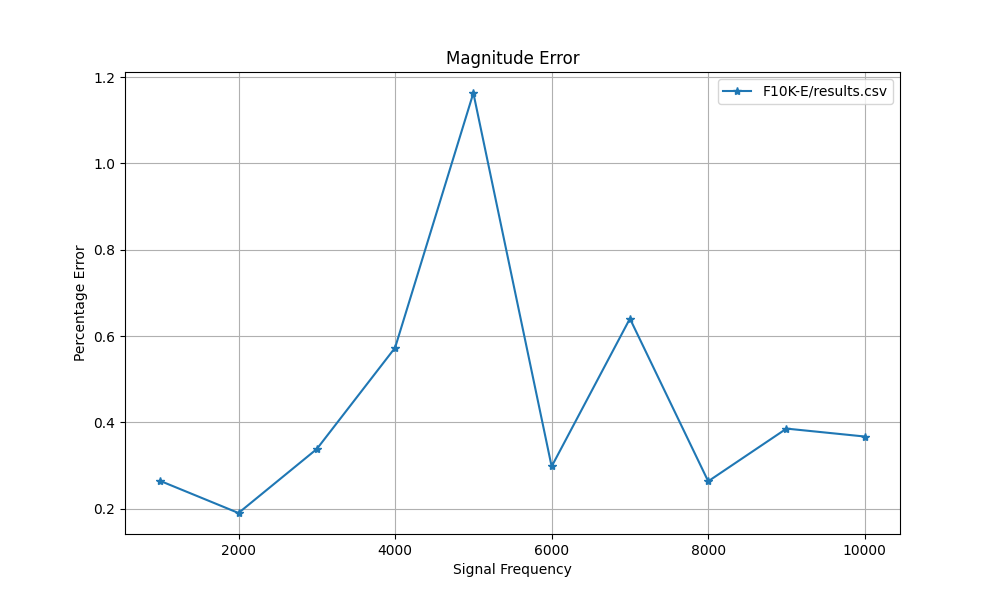 Magnitude Error
F10K-E/results.csv
1.2
1.0
0.8
0.6
0.4
0.2
Percentage Error
2000 4000 6000 8000 10000
Signal Frequency